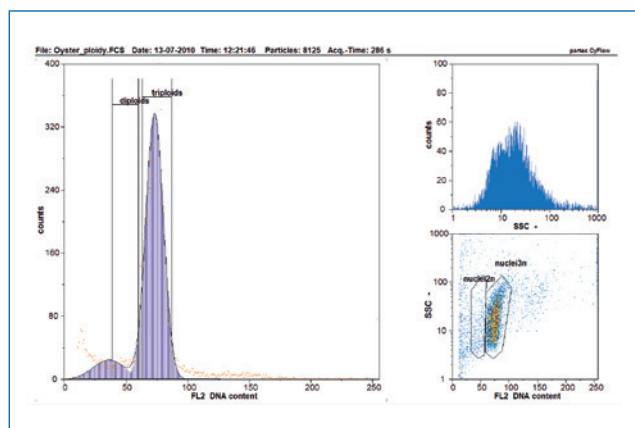 File: Oyster_ploidy.FCS Date: 13-07-2010 Time: 12:21:46 Particles: 8125 Acq.-Time: 286 s partec CyFlow
400
320
240
160
80
0
counts
diploids
triploids
0 50 100 150 200 250
FL2 DNA content
100
80
60
40
20
0
counts
1 10 100 1000
SSC -
1000
100
10
1
SSC -
nuclei3n
nuclei2n
0 50 100 150 200 250
FL2 DNA content